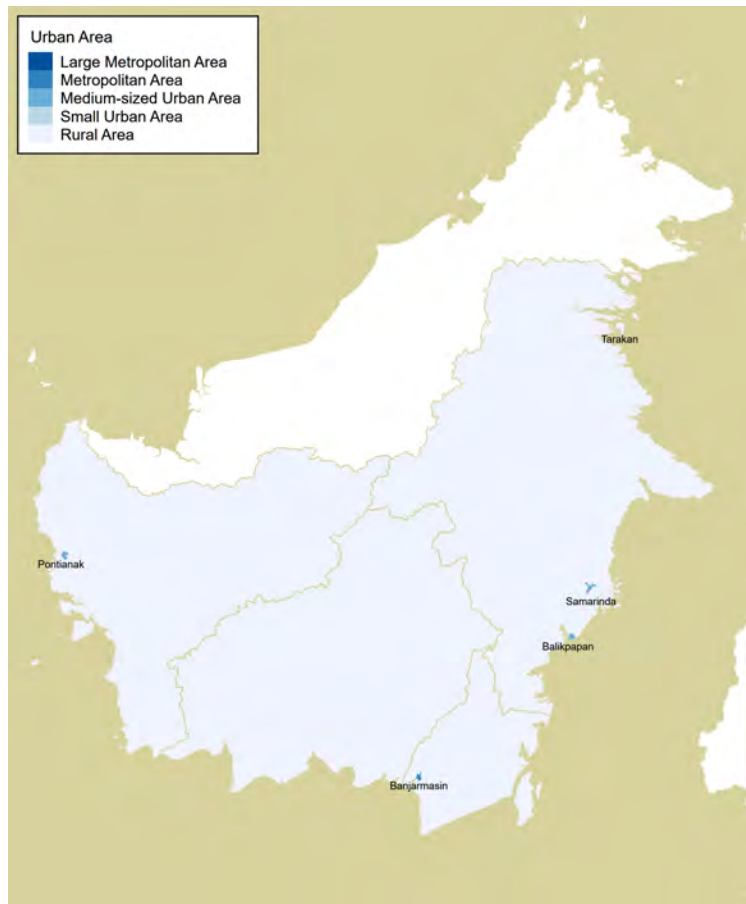 Urban Area
Large Metropolitan Area
Metropolitan Area
Medium-sized Urban Area
Small Urban Area
Rural Area
Tarakan
Pontianak
Samarinda
Balikpapan
Banjarmasin